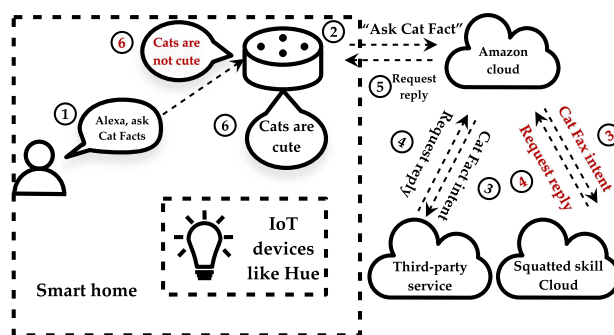 6
Cats are
not cute
2
"Ask Cat Fact"
Amazon
cloud
5
Request
reply
1
Alexa, ask
Cat Facts
6
Cats are
cute
4
Request reply
Cat Fact intent
3
4
Request reply
Cat Fax intent
3
IoT
devices
like Hue
Smart home
Third-party
service
Squatted skill
Cloud